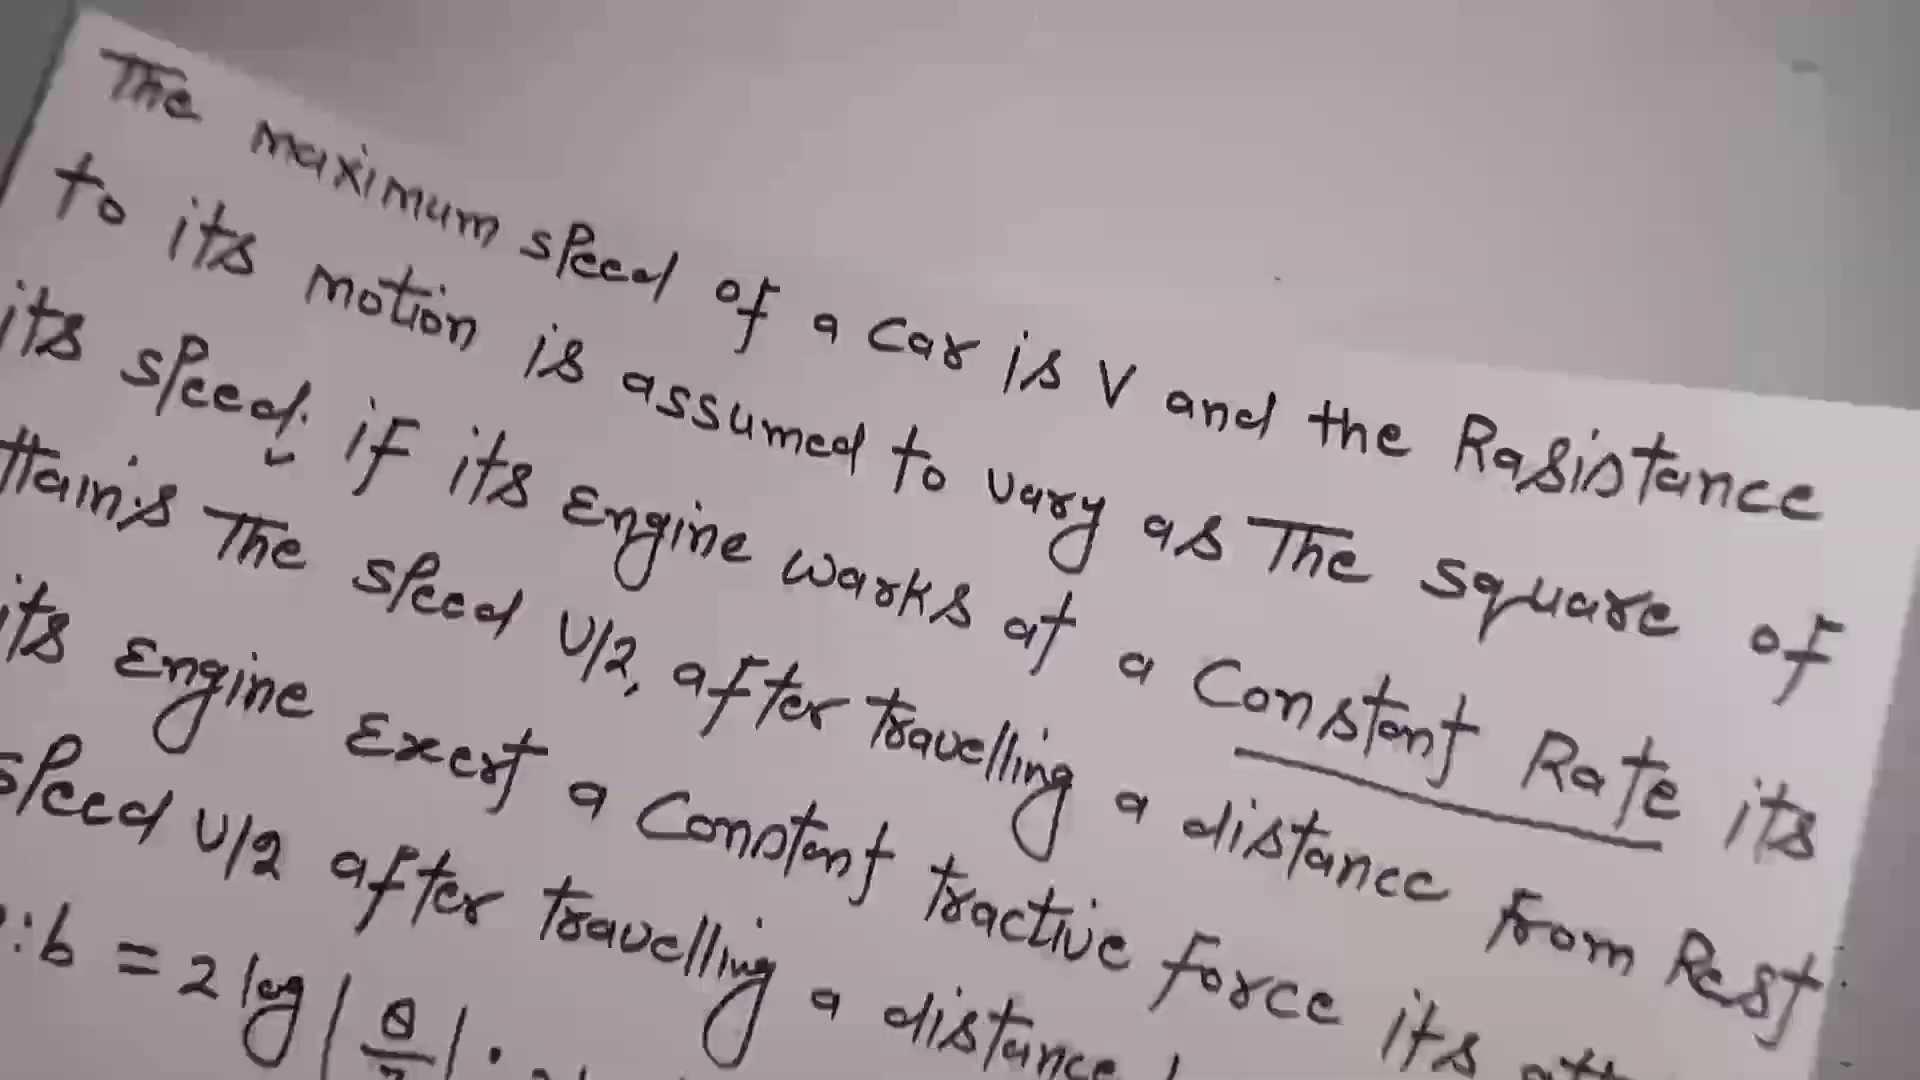 The maximum speed of a car is V and the Rasistance
to its motion is assumed to vary as The square of
its speed. if its Engine warks at a Constant Rate its
ttains The speed V/2, after travelling a distance From Rest.
its Engine Exert a Constant tractive force its att
speed V/2 after travelling a distance
:b = 2 log | 8